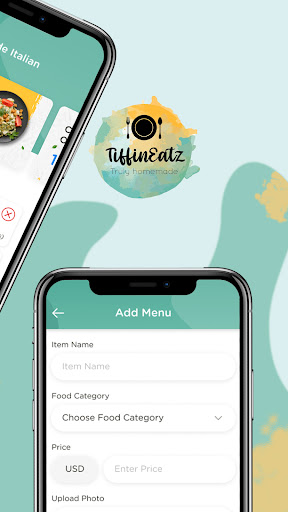 de Italian
TiffinEatz
Truly homemade
Add Menu
Item Name
Item Name
Food Category
Choose Food Category
Price
USD
Enter Price
Upload Photo